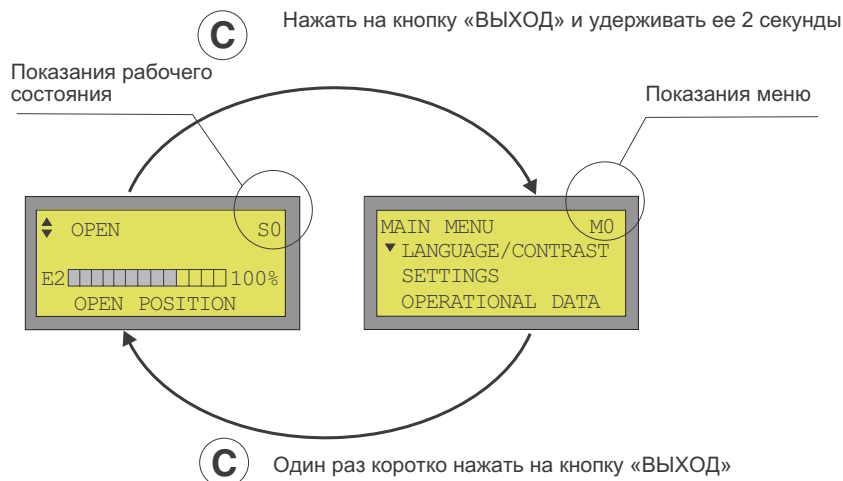 C
Нажать на кнопку «ВЫХОД» и удерживать ее 2 секунды
Показания рабочего
состояния
Показания меню
OPEN S0
E2 100%
OPEN POSITION
MAIN MENU M0
LANGUAGE/CONTRAST
SETTINGS
OPERATIONAL DATA
C
Один раз коротко нажать на кнопку «ВЫХОД»